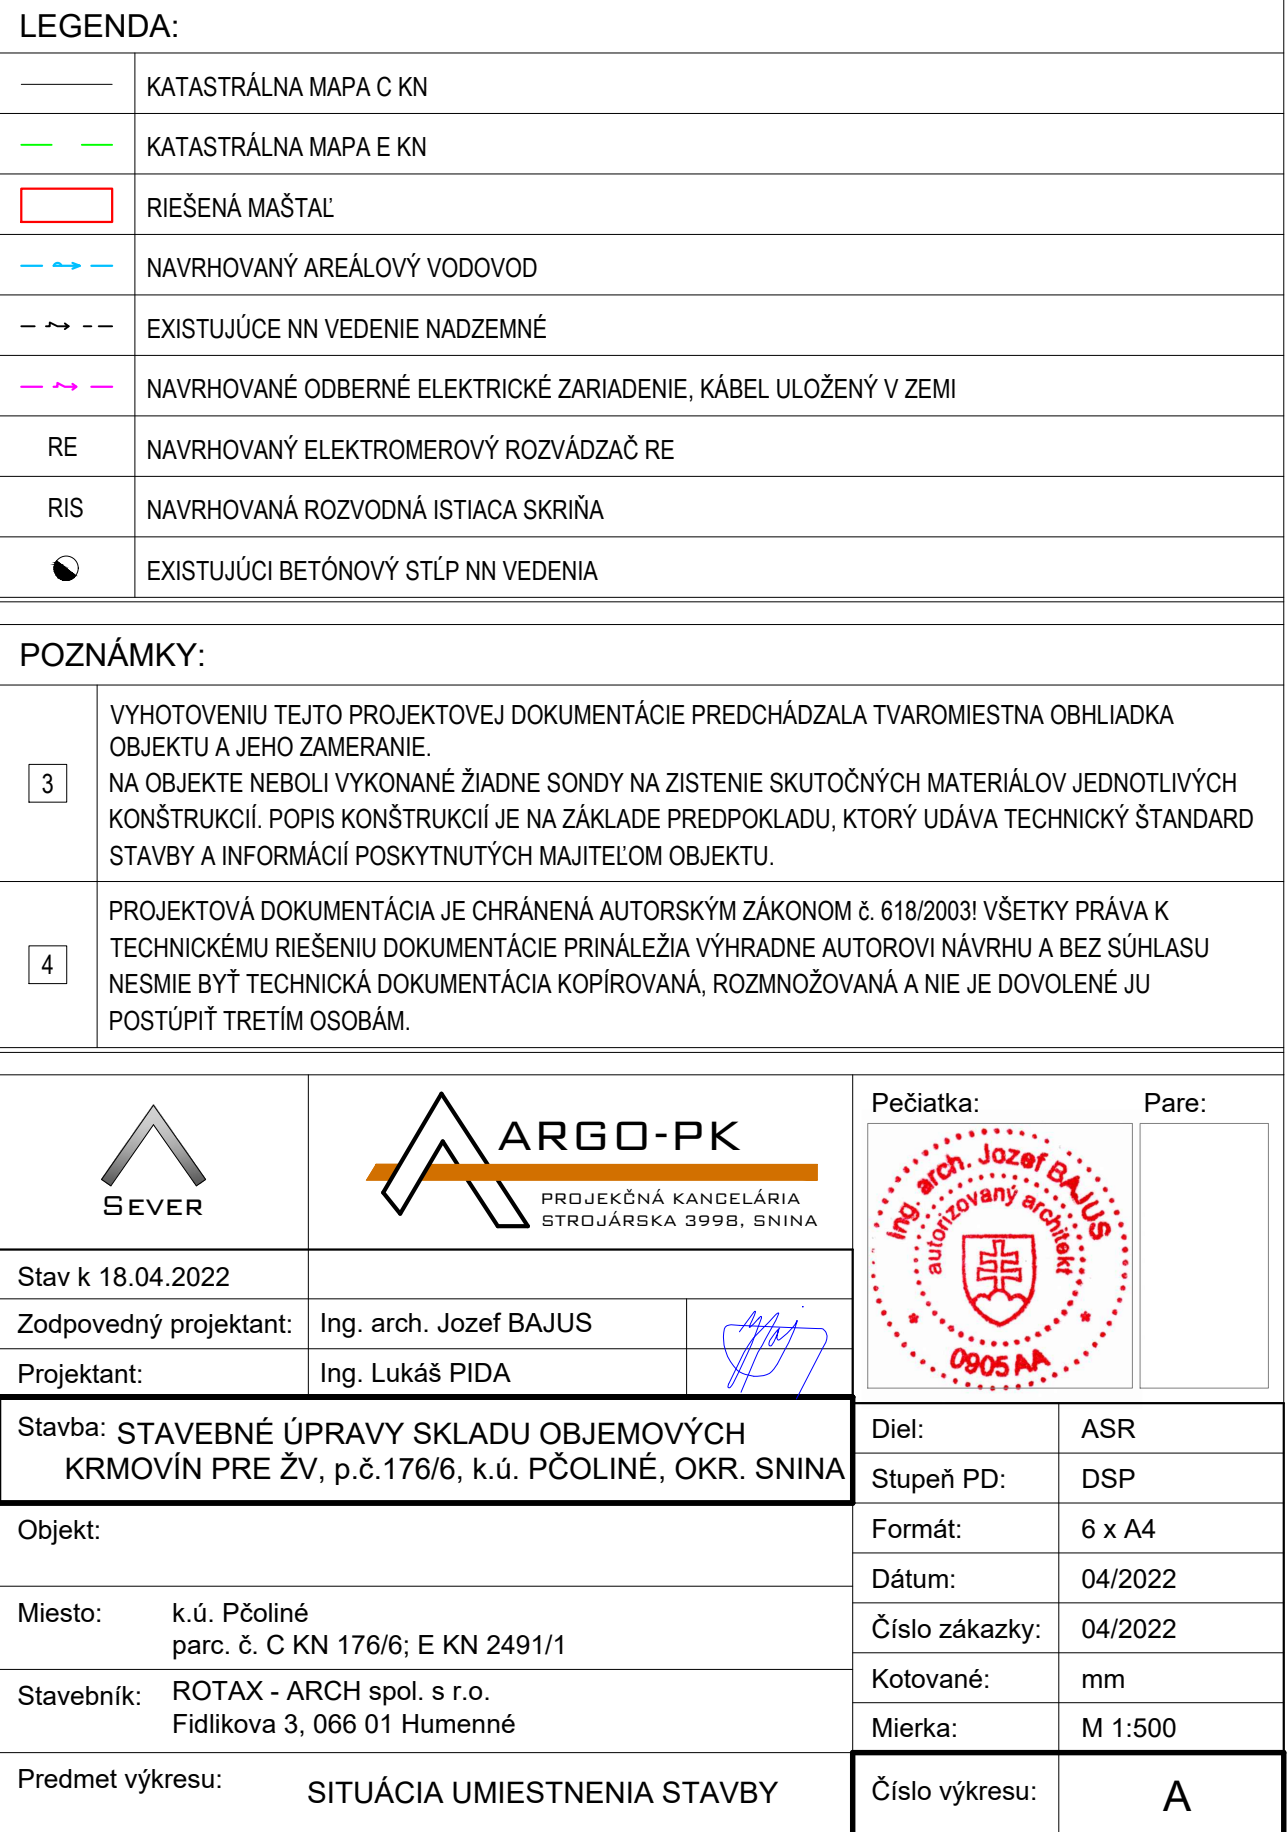 LEGENDA:
KATASTRÁLNA MAPA C KN
KATASTRÁLNA MAPA E KN
RIEŠENÁ MAŠTAĽ
NAVRHOVANÝ AREÁLOVÝ VODOVOD
EXISTUJÚCE NN VEDENIE NADZEMNÉ
NAVRHOVANÉ ODBERNÉ ELEKTRICKÉ ZARIADENIE, KÁBEL ULOŽENÝ V ZEMI
RE NAVRHOVANÝ ELEKTROMEROVÝ ROZVÁDZAČ RE
RIS NAVRHOVANÁ ROZVODNÁ ISTIACA SKRIŇA
EXISTUJÚCI BETÓNOVÝ STĹP NN VEDENIA
POZNÁMKY:
3
VYHOTOVENIU TEJTO PROJEKTOVEJ DOKUMENTÁCIE PREDCHÁDZALA TVAROMIESTNA OBHLIADKA
OBJEKTU A JEHO ZAMERANIE.
NA OBJEKTE NEBOLI VYKONANÉ ŽIADNE SONDY NA ZISTENIE SKUTOČNÝCH MATERIÁLOV JEDNOTLIVÝCH
KONŠTRUKCIÍ. POPIS KONŠTRUKCIÍ JE NA ZÁKLADE PREDPOKLADU, KTORÝ UDÁVA TECHNICKÝ ŠTANDARD
STAVBY A INFORMÁCIÍ POSKYTNUTÝCH MAJITEĽOM OBJEKTU.
4
PROJEKTOVÁ DOKUMENTÁCIA JE CHRÁNENÁ AUTORSKÝM ZÁKONOM č. 618/2003! VŠETKY PRÁVA K
TECHNICKÉMU RIEŠENIU DOKUMENTÁCIE PRINÁLEŽIA VÝHRADNE AUTOROVI NÁVRHU A BEZ SÚHLASU
NESMIE BYŤ TECHNICKÁ DOKUMENTÁCIA KOPÍROVANÁ, ROZMNOŽOVANÁ A NIE JE DOVOLENÉ JU
POSTÚPIŤ TRETÍM OSOBÁM.
SEVER
ARGO-PK
PROJEKČNÁ KANCELÁRIA
STROJÁRSKA 3998, SNINA
Pečiatka: Pare:
Ing. arch. Jozef BAJUS
autorizovaný architekt
* *
0905 AA
Stav k 18.04.2022
Zodpovedný projektant: Ing. arch. Jozef BAJUS
Projektant: Ing. Lukáš PIDA
Stavba: STAVEBNÉ ÚPRAVY SKLADU OBJEMOVÝCH
KRMOVÍN PRE ŽV, p.č.176/6, k.ú. PČOLINÉ, OKR. SNINA
Objekt:
Miesto: k.ú. Pčoliné
parc. č. C KN 176/6; E KN 2491/1
Stavebník: ROTAX - ARCH spol. s r.o.
Fidlikova 3, 066 01 Humenné
Predmet výkresu: SITUÁCIA UMIESTNENIA STAVBY
Diel: ASR
Stupeň PD: DSP
Formát: 6 x A4
Dátum: 04/2022
Číslo zákazky: 04/2022
Kotované: mm
Mierka: M 1:500
Číslo výkresu: A